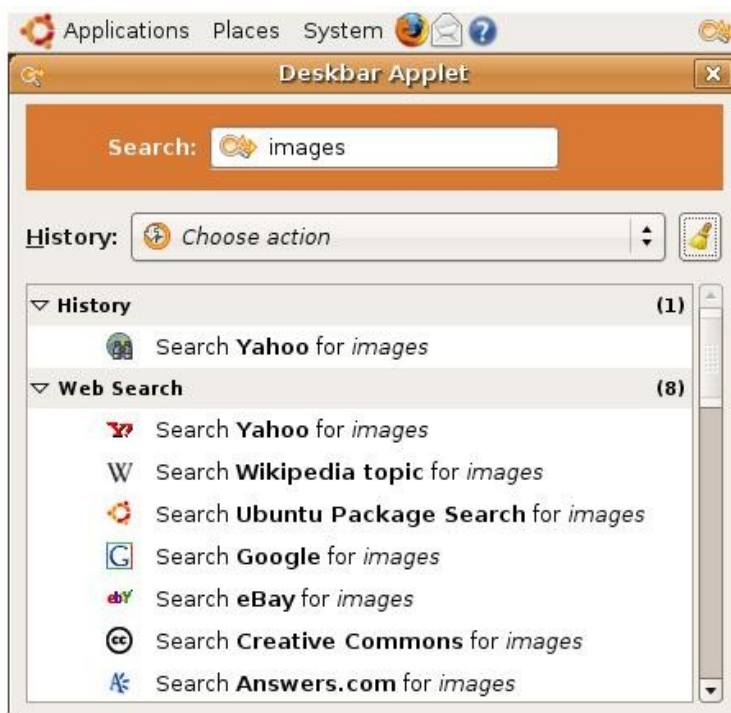 Applications Places System
Deskbar Applet
Search: images
History: Choose action
History (1)
Search Yahoo for images
Web Search (8)
Search Yahoo for images
Search Wikipedia topic for images
Search Ubuntu Package Search for images
Search Google for images
Search eBay for images
Search Creative Commons for images
Search Answers.com for images